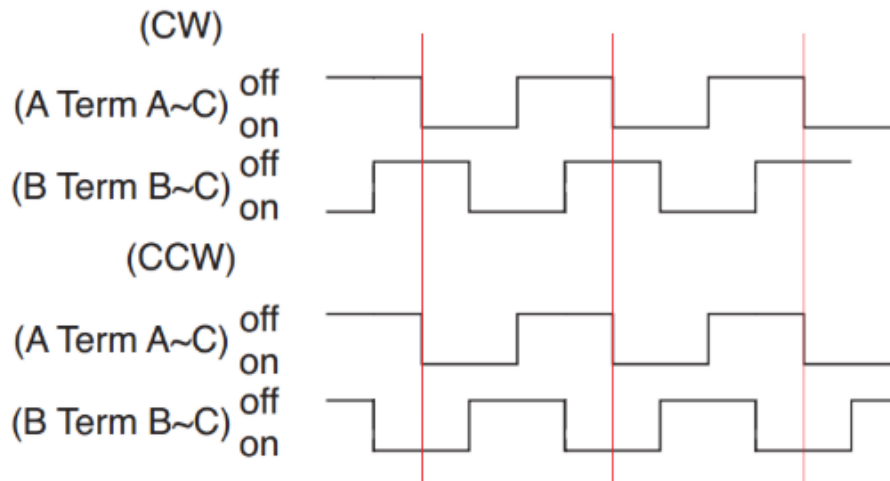 (CW)
(A Term A~C) off
on
(B Term B~C) off
on
(CCW)
(A Term A~C) off
on
(B Term B~C) off
on